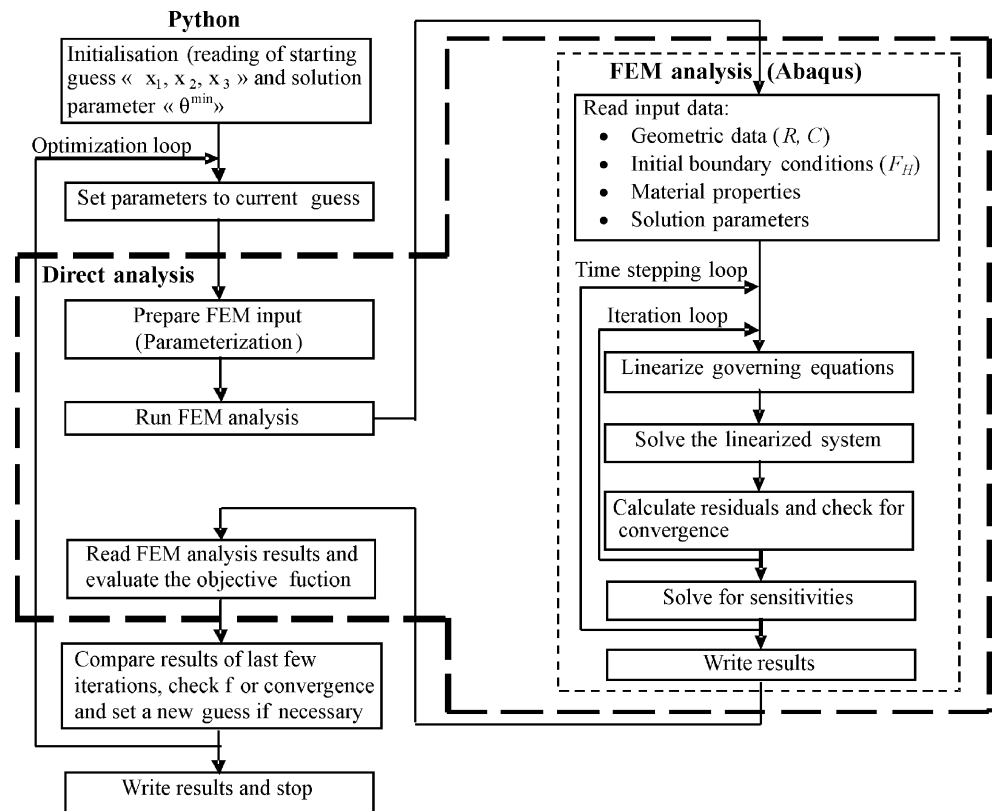 Python
Initialisation (reading of starting
guess « x₁, x₂, x₃ » and solution
parameter « θᵐⁱⁿ»
Optimization loop
Set parameters to current guess
Direct analysis
Prepare FEM input
(Parameterization)
Run FEM analysis
Read FEM analysis results and
evaluate the objective fuction
Compare results of last few
iterations, check f or convergence
and set a new guess if necessary
Write results and stop
FEM analysis (Abaqus)
Read input data:
• Geometric data (R, C)
• Initial boundary conditions (F_H)
• Material properties
• Solution parameters
Time stepping loop
Iteration loop
Linearize governing equations
Solve the linearized system
Calculate residuals and check for
convergence
Solve for sensitivities
Write results